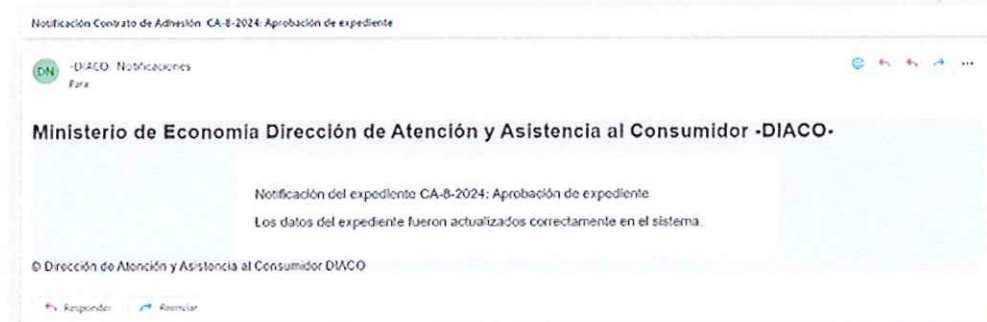 Notificación Contrato de Adhesión CA-8-2024: Aprobación de expediente
DN
-DIACO- Notificaciones
Para:
Ministerio de Economía Dirección de Atención y Asistencia al Consumidor -DIACO-
Notificación del expediente CA-8-2024: Aprobación de expediente
Los datos del expediente fueron actualizados correctamente en el sistema.
© Dirección de Atención y Asistencia al Consumidor DIACO
Responder Reenviar